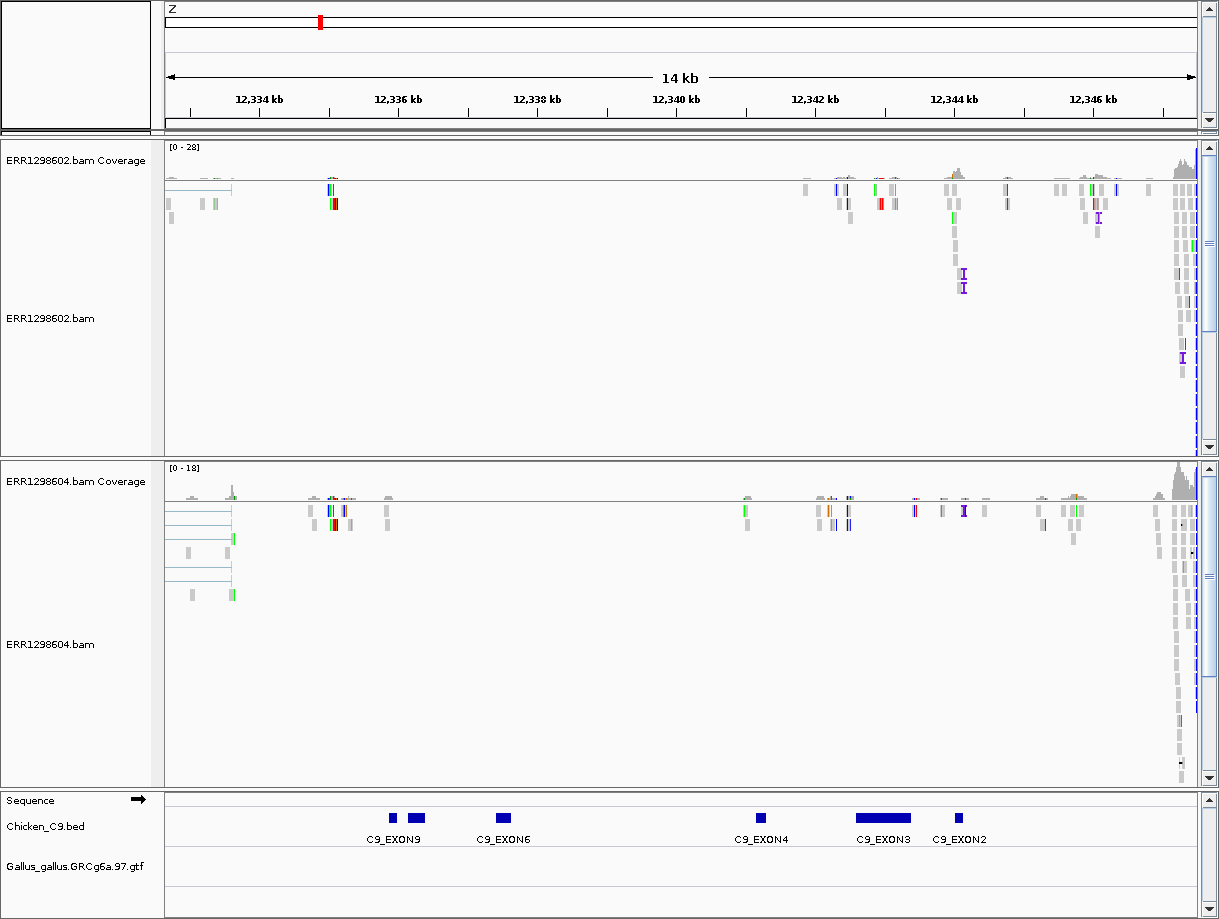 Z
14 kb
12,334 kb 12,336 kb 12,338 kb 12,340 kb 12,342 kb 12,344 kb 12,346 kb
[0 - 28]
ERR1298602.bam Coverage
ERR1298602.bam
[0 - 18]
ERR1298604.bam Coverage
ERR1298604.bam
Sequence
Chicken_C9.bed
C9_EXON9 C9_EXON6 C9_EXON4 C9_EXON3 C9_EXON2
Gallus_gallus.GRCg6a.97.gtf